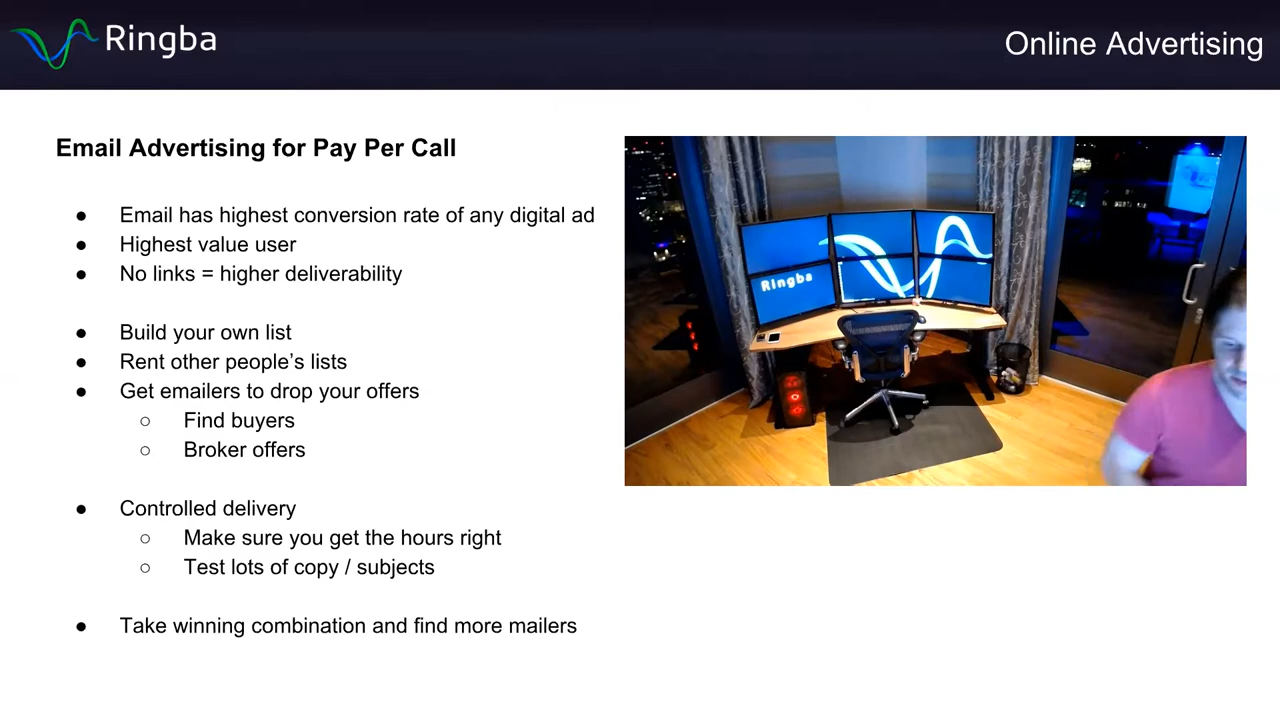 Ringba
Online Advertising
Email Advertising for Pay Per Call
● Email has highest conversion rate of any digital ad
● Highest value user
● No links = higher deliverability
● Build your own list
● Rent other people’s lists
● Get emailers to drop your offers
○ Find buyers
○ Broker offers
● Controlled delivery
○ Make sure you get the hours right
○ Test lots of copy / subjects
● Take winning combination and find more mailers
Ringba